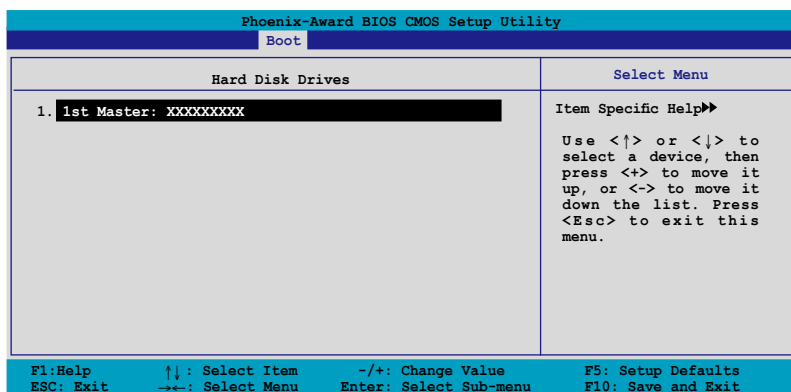 Phoenix-Award BIOS CMOS Setup Utility
Boot
Hard Disk Drives
Select Menu
1. 1st Master: XXXXXXXXX
Item Specific Help▶▶
Use <↑> or <↓> to
select a device, then
press <+> to move it
up, or <-> to move it
down the list. Press
<Esc> to exit this
menu.
F1:Help ↑↓ : Select Item -/+: Change Value F5: Setup Defaults
ESC: Exit →←: Select Menu Enter: Select Sub-menu F10: Save and Exit